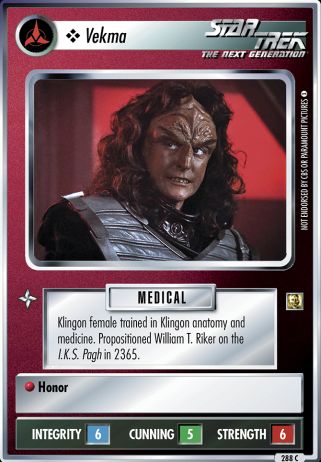 ❖ Vekma
STAR TREK
THE NEXT GENERATION
NOT ENDORSED BY CBS OR PARAMOUNT PICTURES
MEDICAL
Klingon female trained in Klingon anatomy and
medicine. Propositioned William T. Riker on the
I.K.S. Pagh in 2365.
Honor
INTEGRITY 6 CUNNING 5 STRENGTH 6
288 C